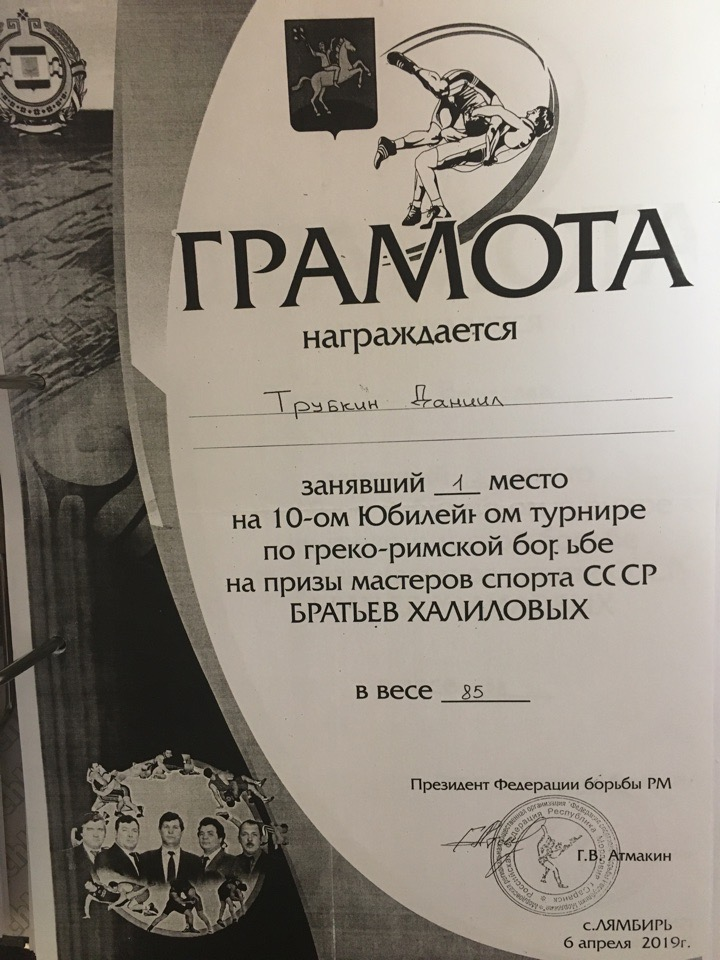 ГРАМОТА
награждается
Трубкин Даниил
занявший 1 место
на 10-ом Юбилейном турнире
по греко-римской борьбе
на призы мастеров спорта СССР
БРАТЬЕВ ХАЛИЛОВЫХ
в весе 85
Президент Федерации борьбы РМ
Г.В. Атмакин
с.ЛЯМБИРЬ
6 апреля 2019г.